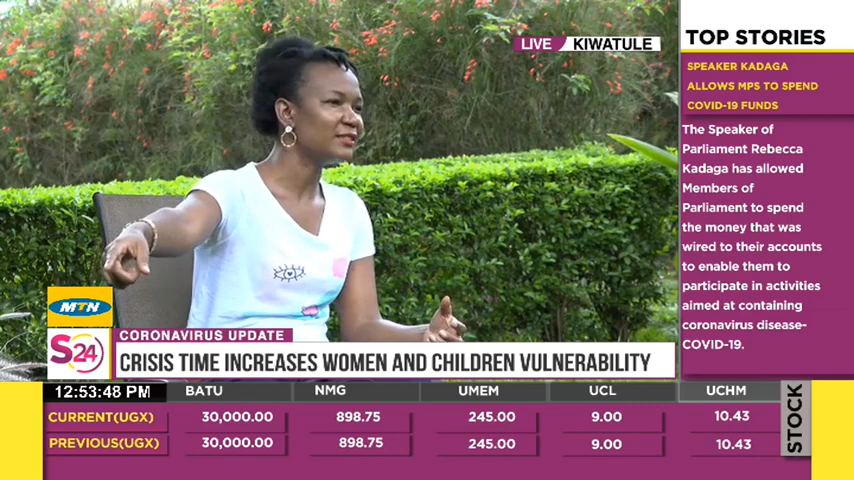 LIVE KIWATULE
TOP STORIES
SPEAKER KADAGA
ALLOWS MPS TO SPEND
COVID-19 FUNDS
The Speaker of
Parliament Rebecca
Kadaga has allowed
Members of
Parliament to spend
the money that was
wired to their accounts
to enable them to
participate in activities
aimed at containing
coronavirus disease-
COVID-19.
MTN
S24
CORONAVIRUS UPDATE
CRISIS TIME INCREASES WOMEN AND CHILDREN VULNERABILITY
12:53:48 PM BATU NMG UMEM UCL UCHM
CURRENT(UGX) 30,000.00 898.75 245.00 9.00 10.43
PREVIOUS(UGX) 30,000.00 898.75 245.00 9.00 10.43
STOCK